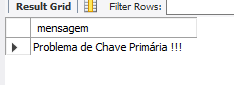 Result Grid Filter Rows:
mensagem
Problema de Chave Primária !!!